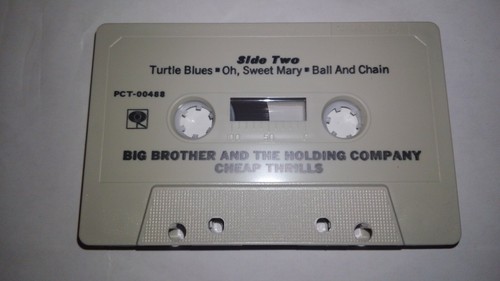 Side Two
Turtle Blues ▪ Oh, Sweet Mary ▪ Ball And Chain
PCT-00488
BIG BROTHER AND THE HOLDING COMPANY
CHEAP THRILLS